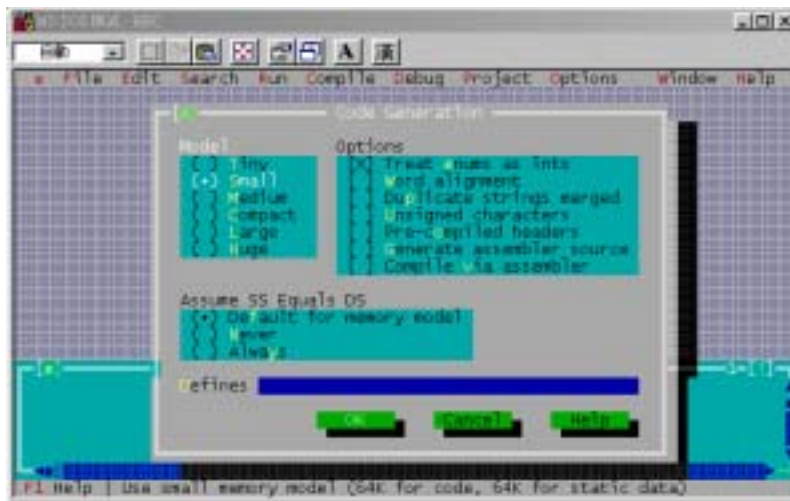 File Edit Search Run Compile Debug Project Options Window Help
Code Generation
Model
( ) Tiny
(•) Small
( ) Medium
( ) Compact
( ) Large
( ) Huge
Options
[X] Treat enums as ints
[ ] Word alignment
[ ] Duplicate strings merged
[ ] Unsigned characters
[ ] Pre-compiled headers
[ ] Generate assembler source
[ ] Compile via assembler
Assume SS Equals DS
(•) Default for memory model
( ) Never
( ) Always
Defines
OK Cancel Help
F1 Help | Use small memory model (64K for code, 64K for static data)